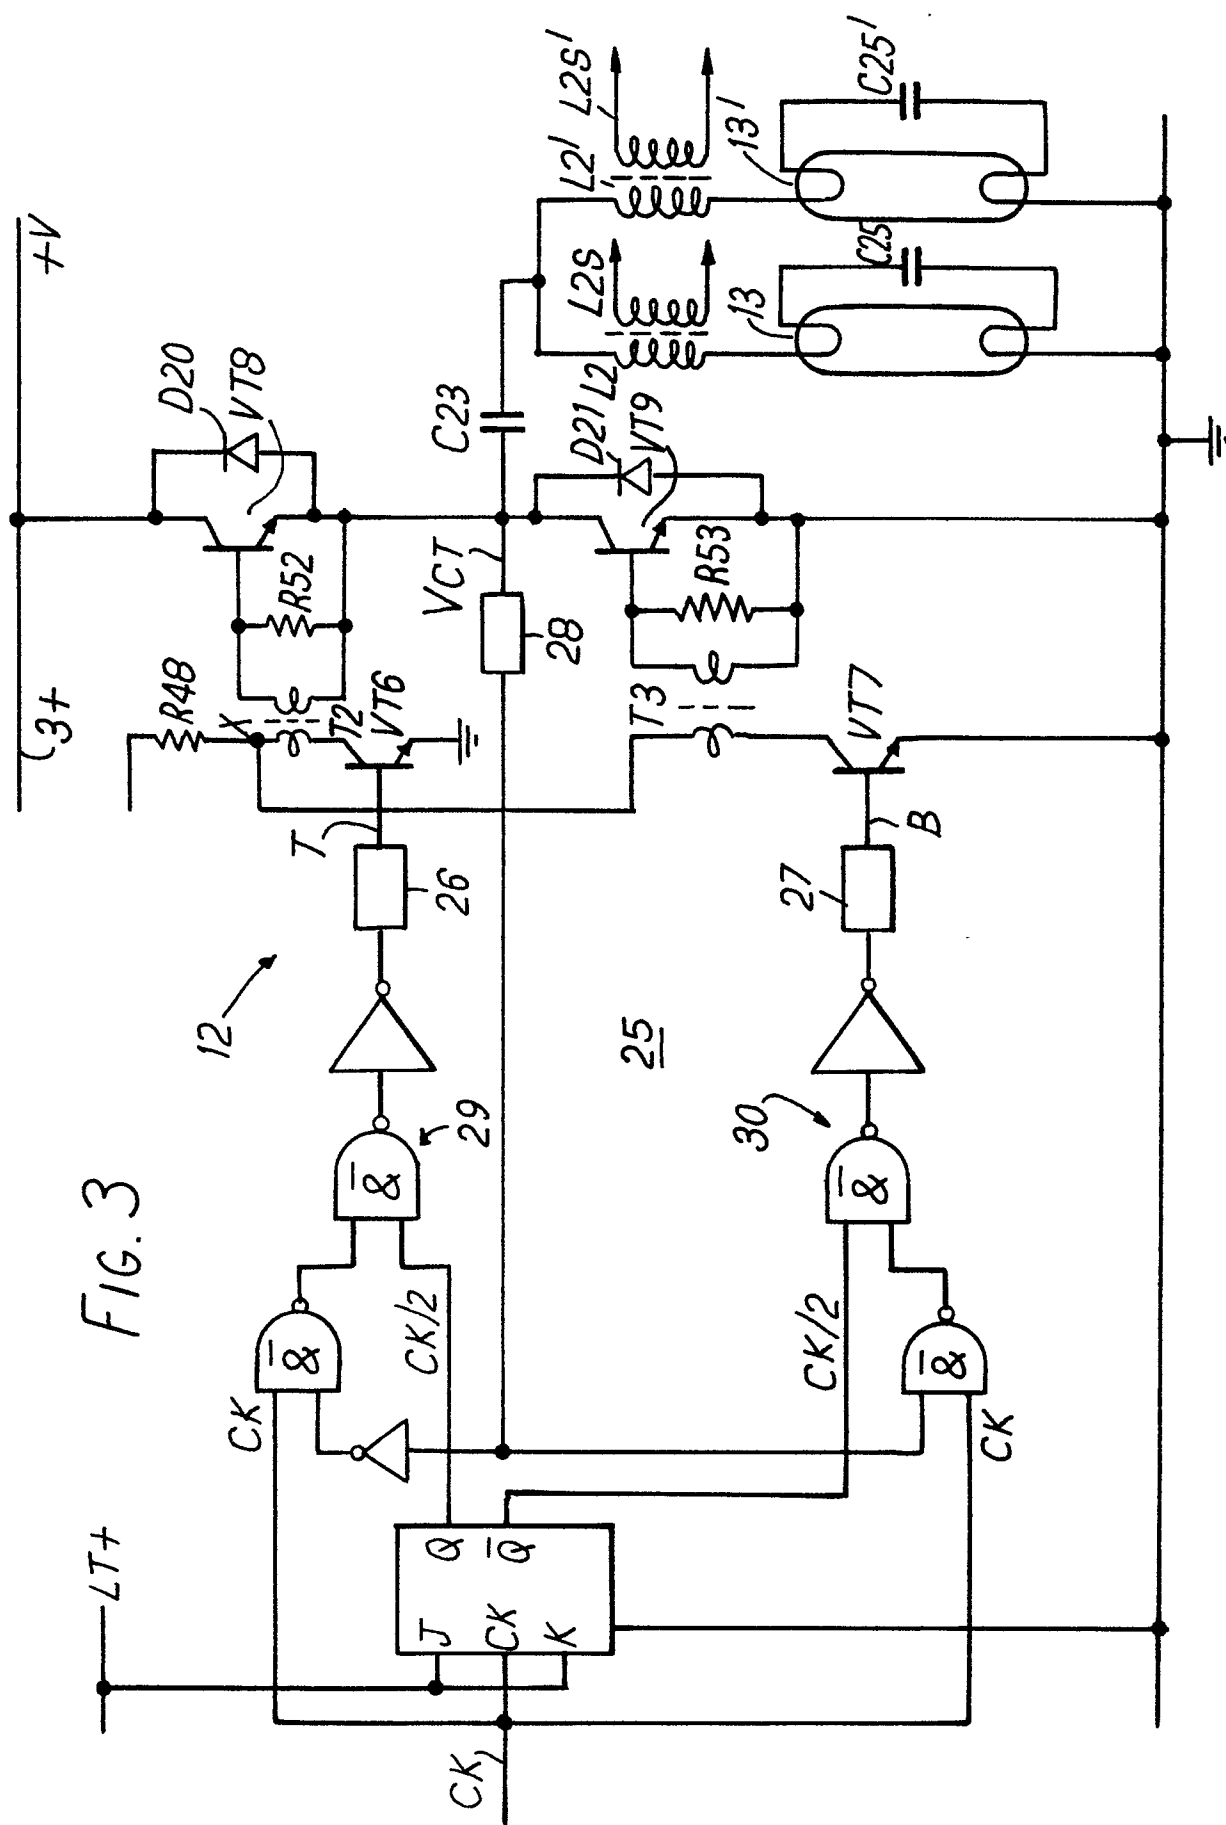 FIG. 3
LT+
CK
J
CK
K
Q
Q̅
CK
CK
CK/2
CK/2
&̅
&̅
&̅
&̅
29
30
12
25
26
27
28
T
B
3+
+V
R48
X
T2
VT6
T3
VT7
R52
R53
D20
VT8
VCT
C23
D21
VT9
L2
L2S
L2'
L2S'
13
13'
C25
C25'